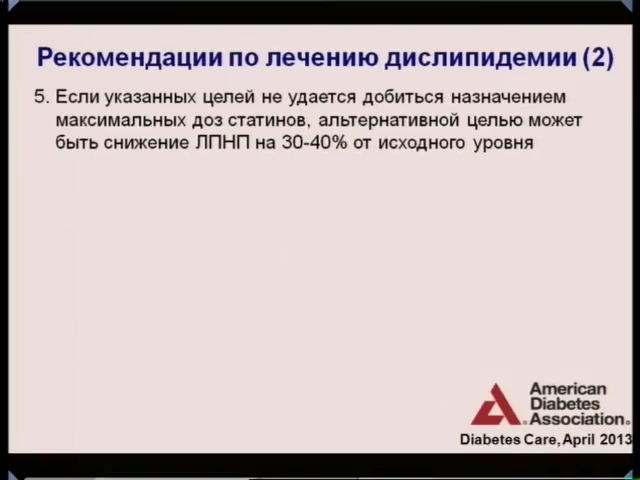 Рекомендации по лечению дислипидемии (2)
5. Если указанных целей не удается добиться назначением
максимальных доз статинов, альтернативной целью может
быть снижение ЛПНП на 30-40% от исходного уровня
American
Diabetes
Association®
Diabetes Care, April 2013